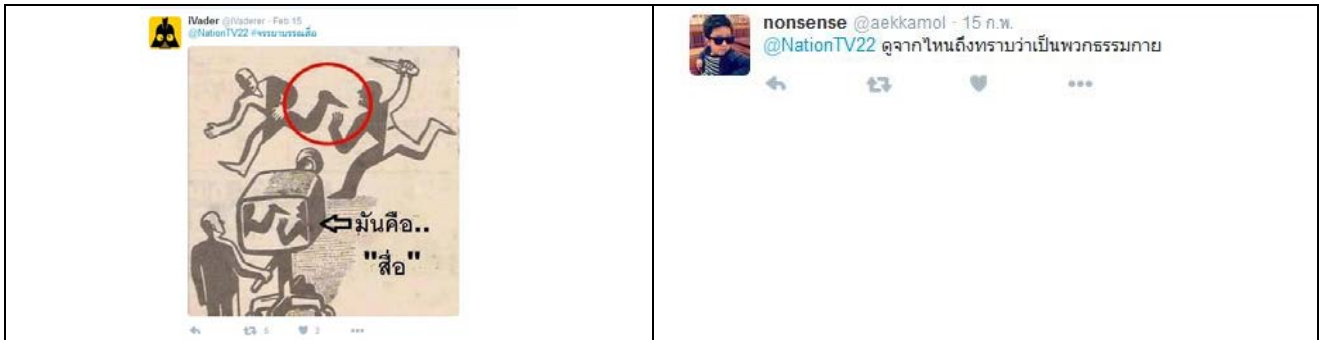 iVader @iVaderer · Feb 15
@NationTV22 #จรรยาบรรณสื่อ
มันคือ..
"สื่อ"
5 3
nonsense @aekkamol · 15 ก.พ.
@NationTV22 ดูจากไหนถึงทราบว่าเป็นพวกธรรมกาย